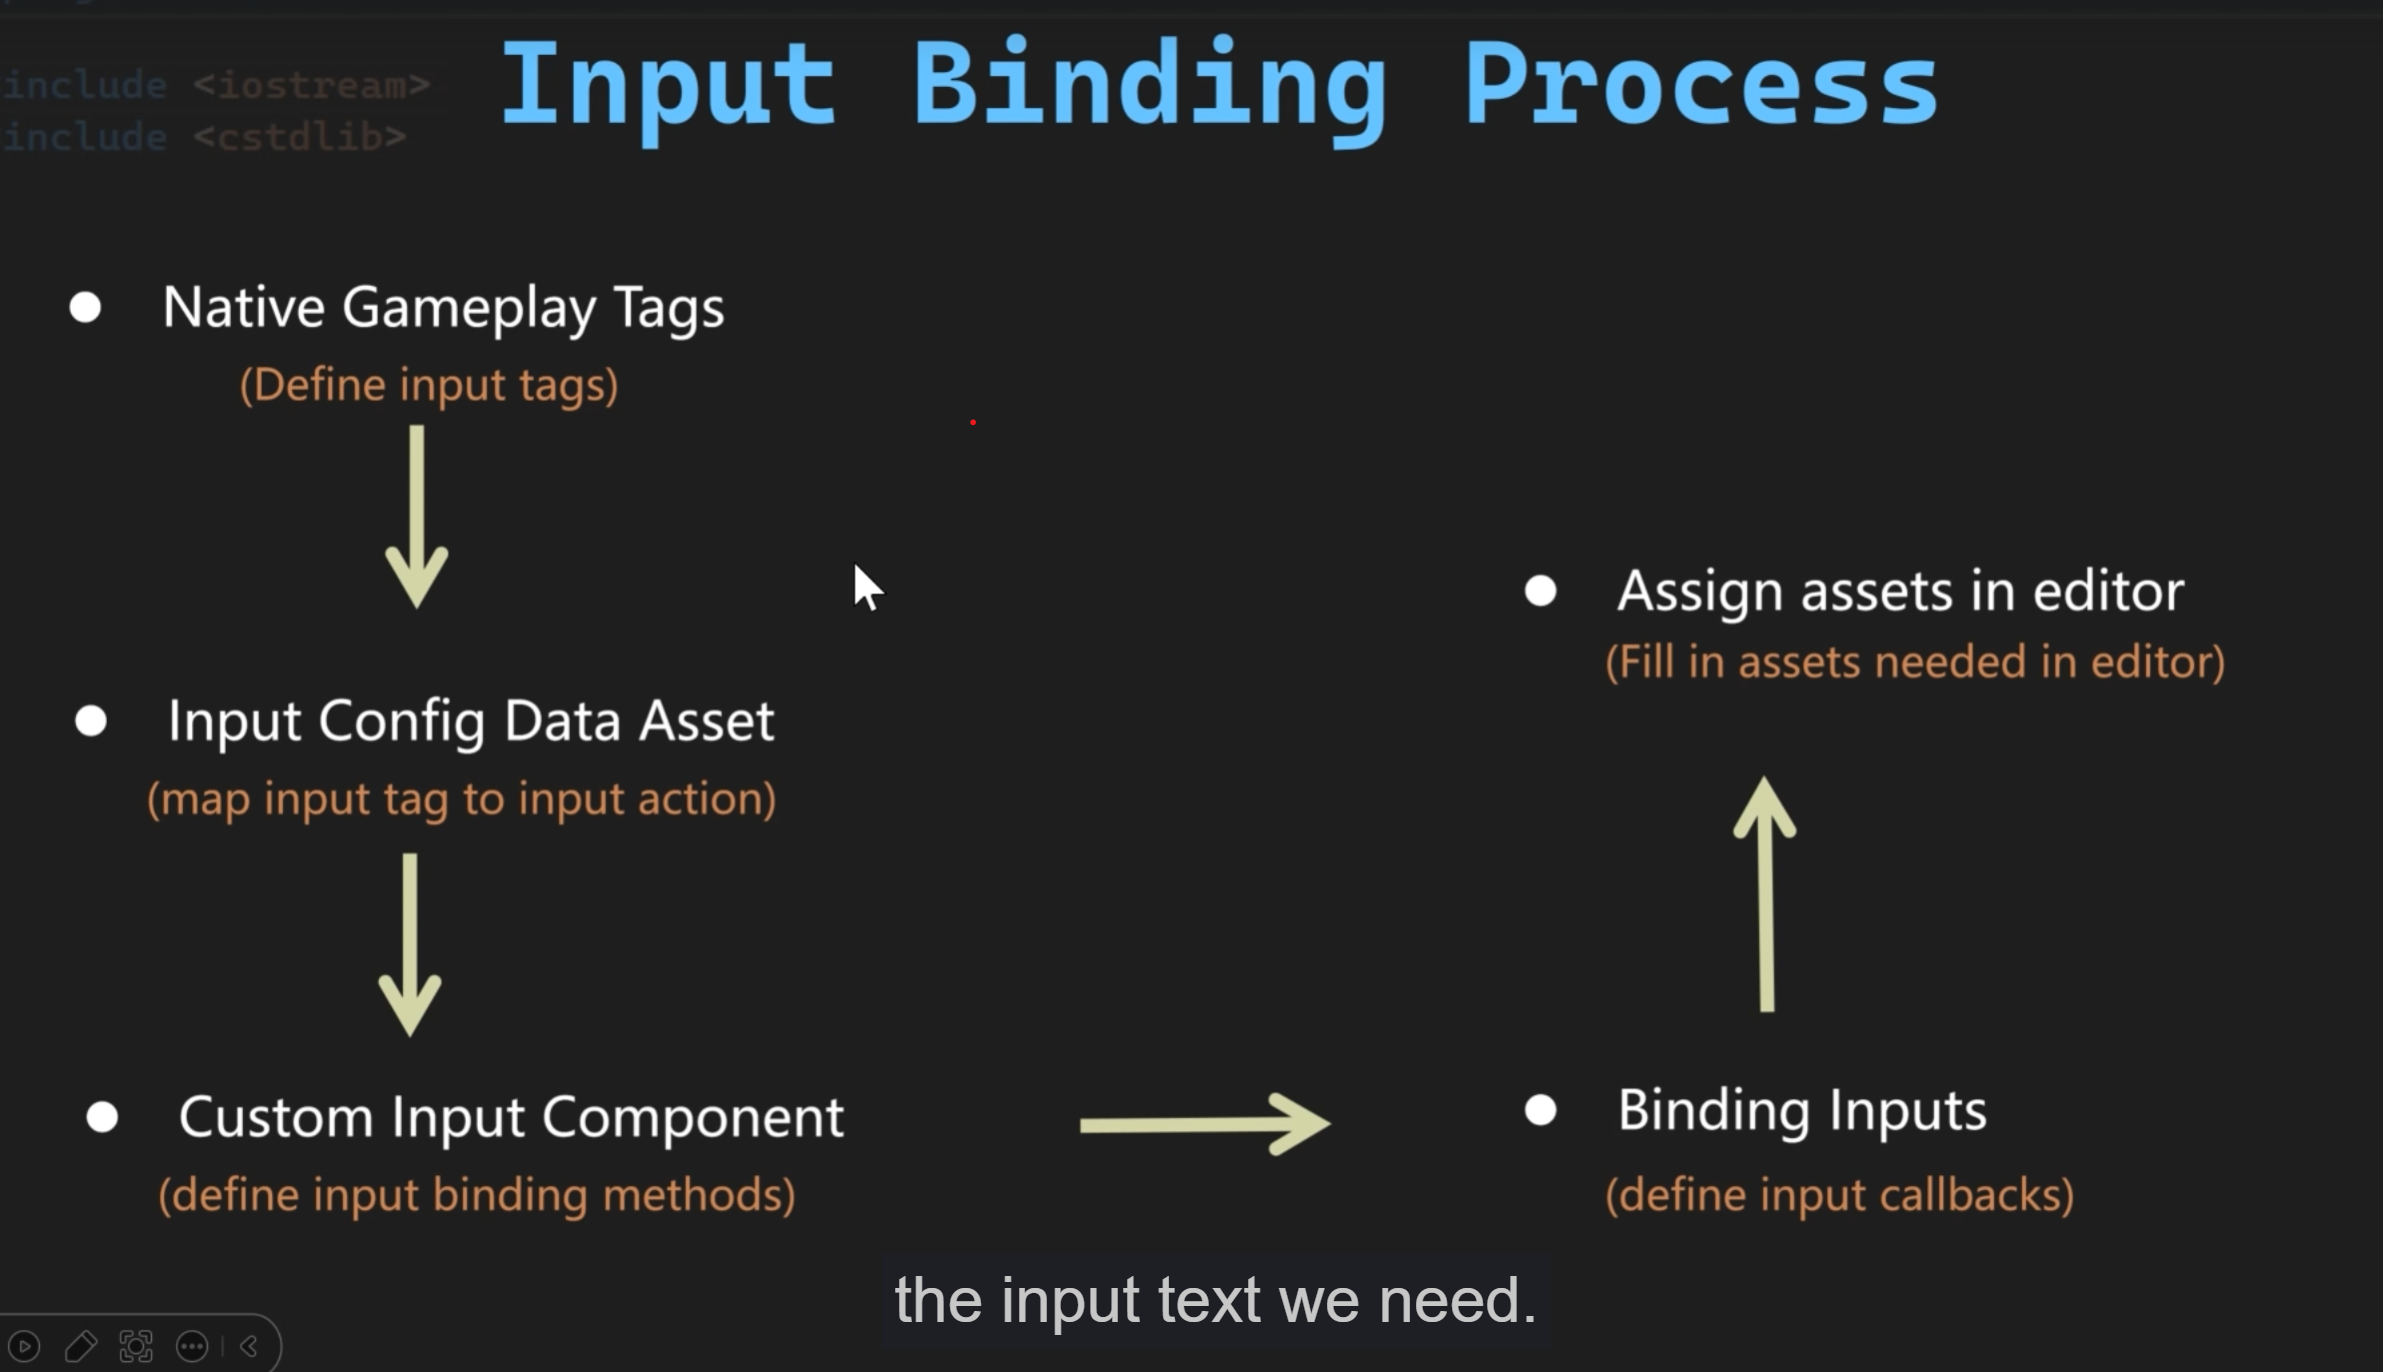 include <iostream>
include <cstdlib>
Input Binding Process
Native Gameplay Tags
(Define input tags)
Input Config Data Asset
(map input tag to input action)
Custom Input Component
(define input binding methods)
Assign assets in editor
(Fill in assets needed in editor)
Binding Inputs
(define input callbacks)
the input text we need.